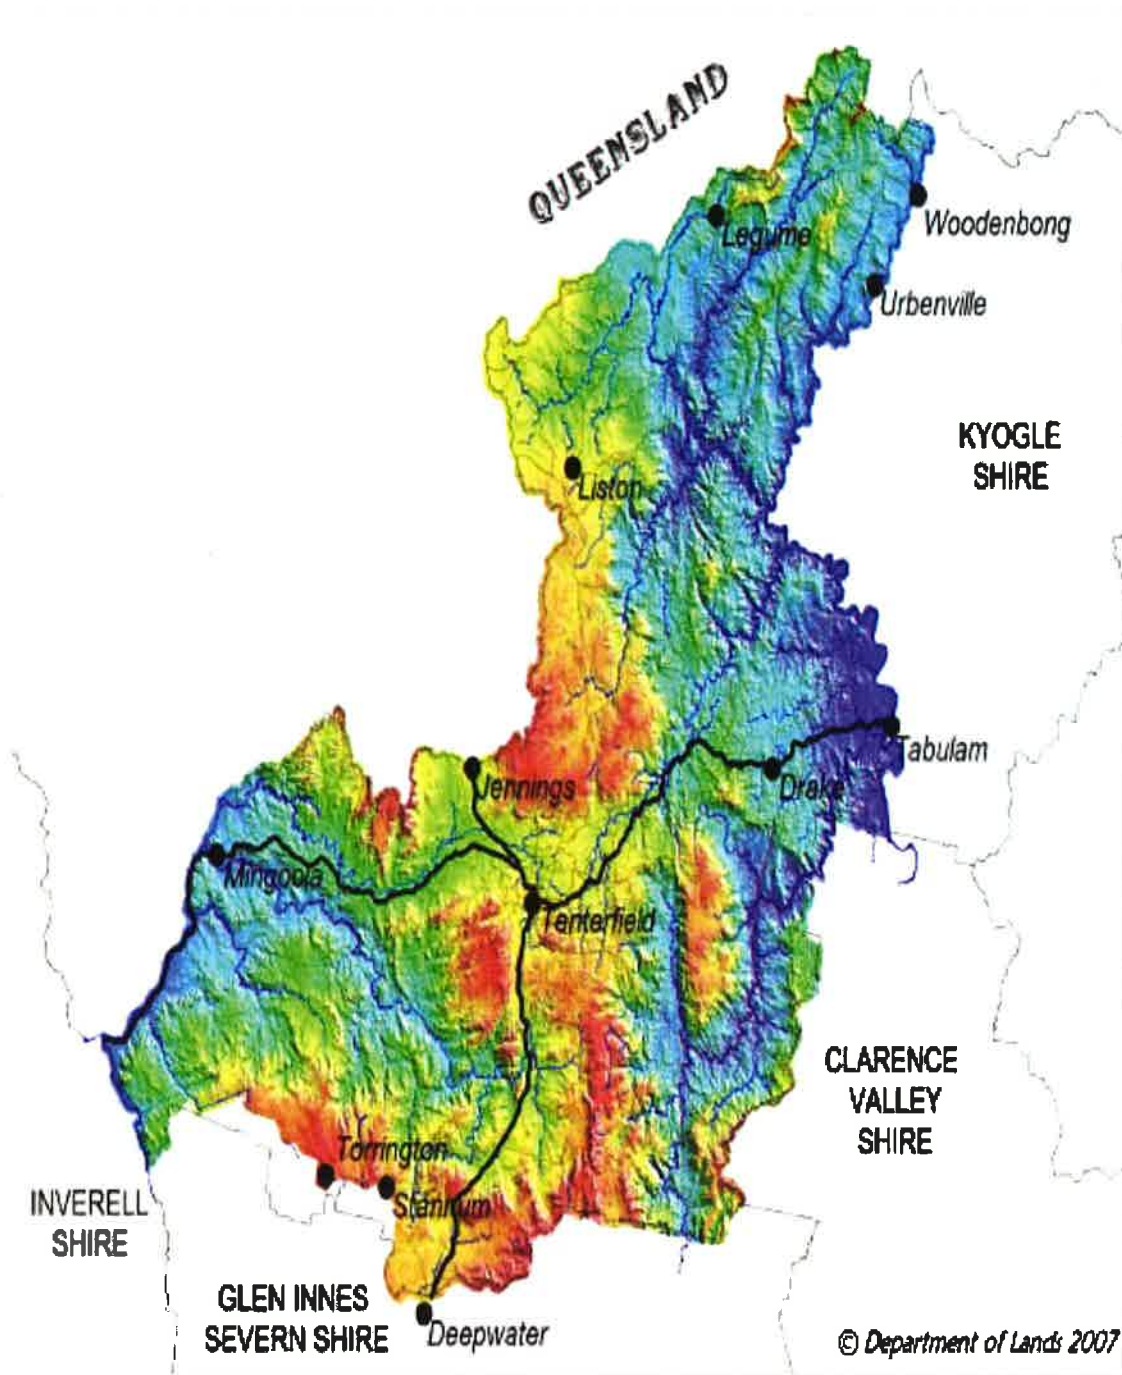 QUEENSLAND
Legume
Woodenbong
Urbenville
KYOGLE
SHIRE
Liston
Jennings
Tabulam
Drake
Mingoola
Tenterfield
CLARENCE
VALLEY
SHIRE
Torrington
Stannum
INVERELL
SHIRE
GLEN INNES
SEVERN SHIRE
Deepwater
© Department of Lands 2007